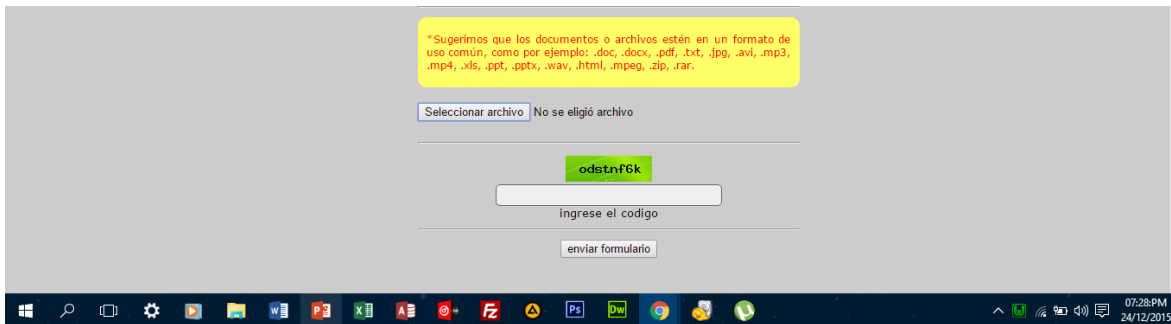 *Sugerimos que los documentos o archivos estén en un formato de
uso común, como por ejemplo: .doc, .docx, .pdf, .txt, .jpg, .avi, .mp3,
.mp4, .xls, .ppt, .pptx, .wav, .html, .mpeg, .zip, .rar.
Seleccionar archivo No se eligió archivo
odstnf6k
ingrese el codigo
enviar formulario
Ps Dw
07:28:PM
24/12/2015